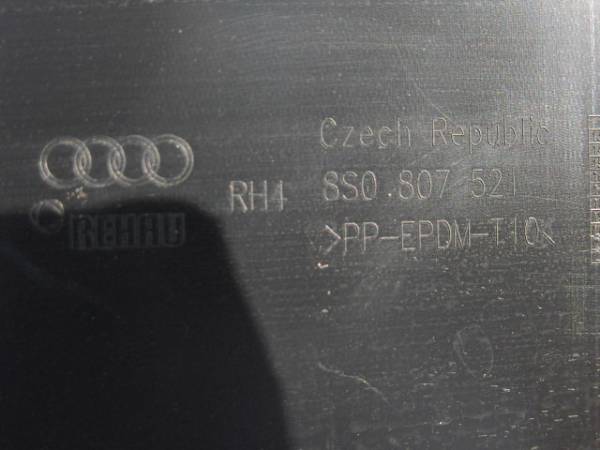 Czech Republic
RH4 8S0.807 521
REHAU >PP-EPDM-T10<